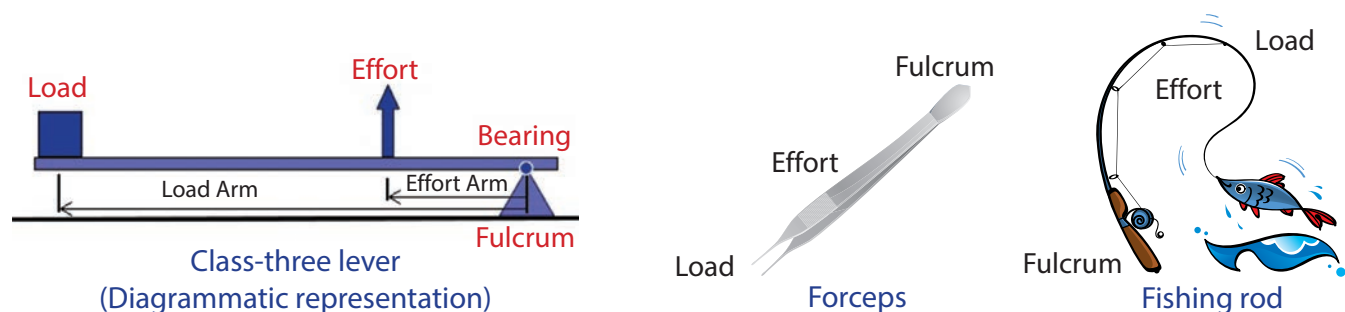 Load
Effort
Bearing
Load Arm
Effort Arm
Fulcrum
Class-three lever
(Diagrammatic representation)
Fulcrum
Effort
Load
Forceps
Load
Effort
Fulcrum
Fishing rod